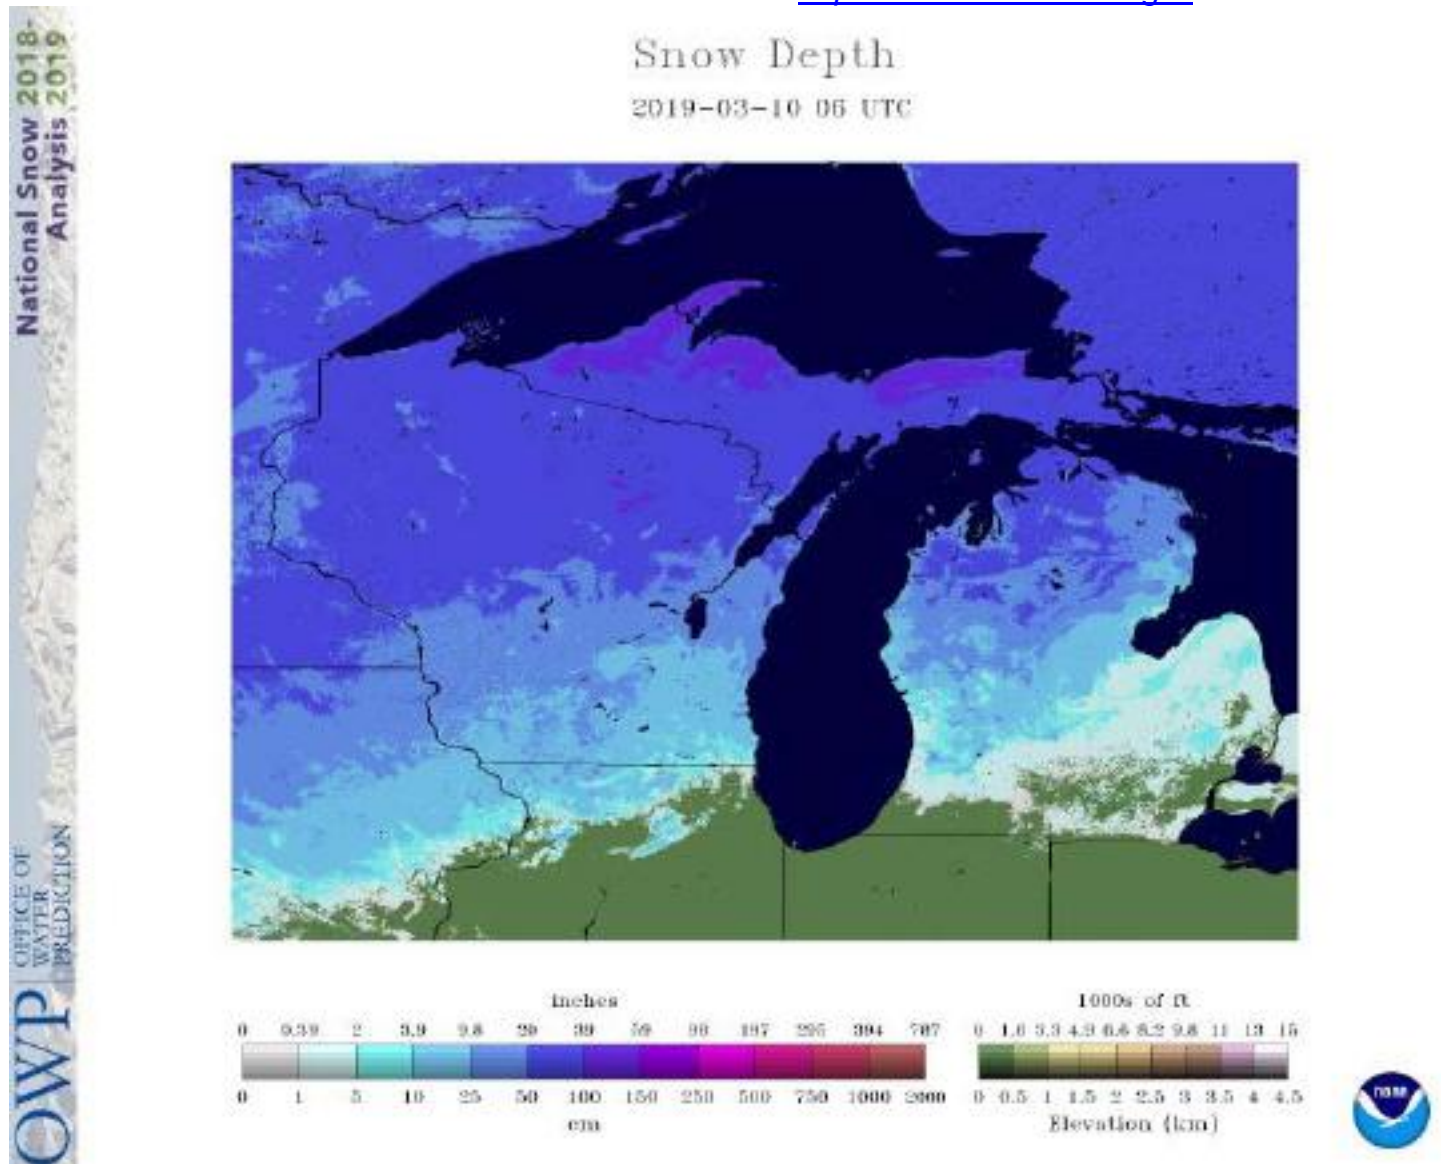 National Snow 2018-
Analysis 2019
OFFICE OF
WATER
PREDICTION
OWP
Snow Depth
2019-03-10 06 UTC
inches
0 0.39 2 3.9 9.8 20 39 59 98 197 295 394 787
0 1 5 10 25 50 100 150 250 500 750 1000 2000
cm
1000s of ft
0 1.6 3.3 4.9 6.6 8.2 9.8 11 13 15
0 0.5 1 1.5 2 2.5 3 3.5 4 4.5
Elevation (km)
noaa